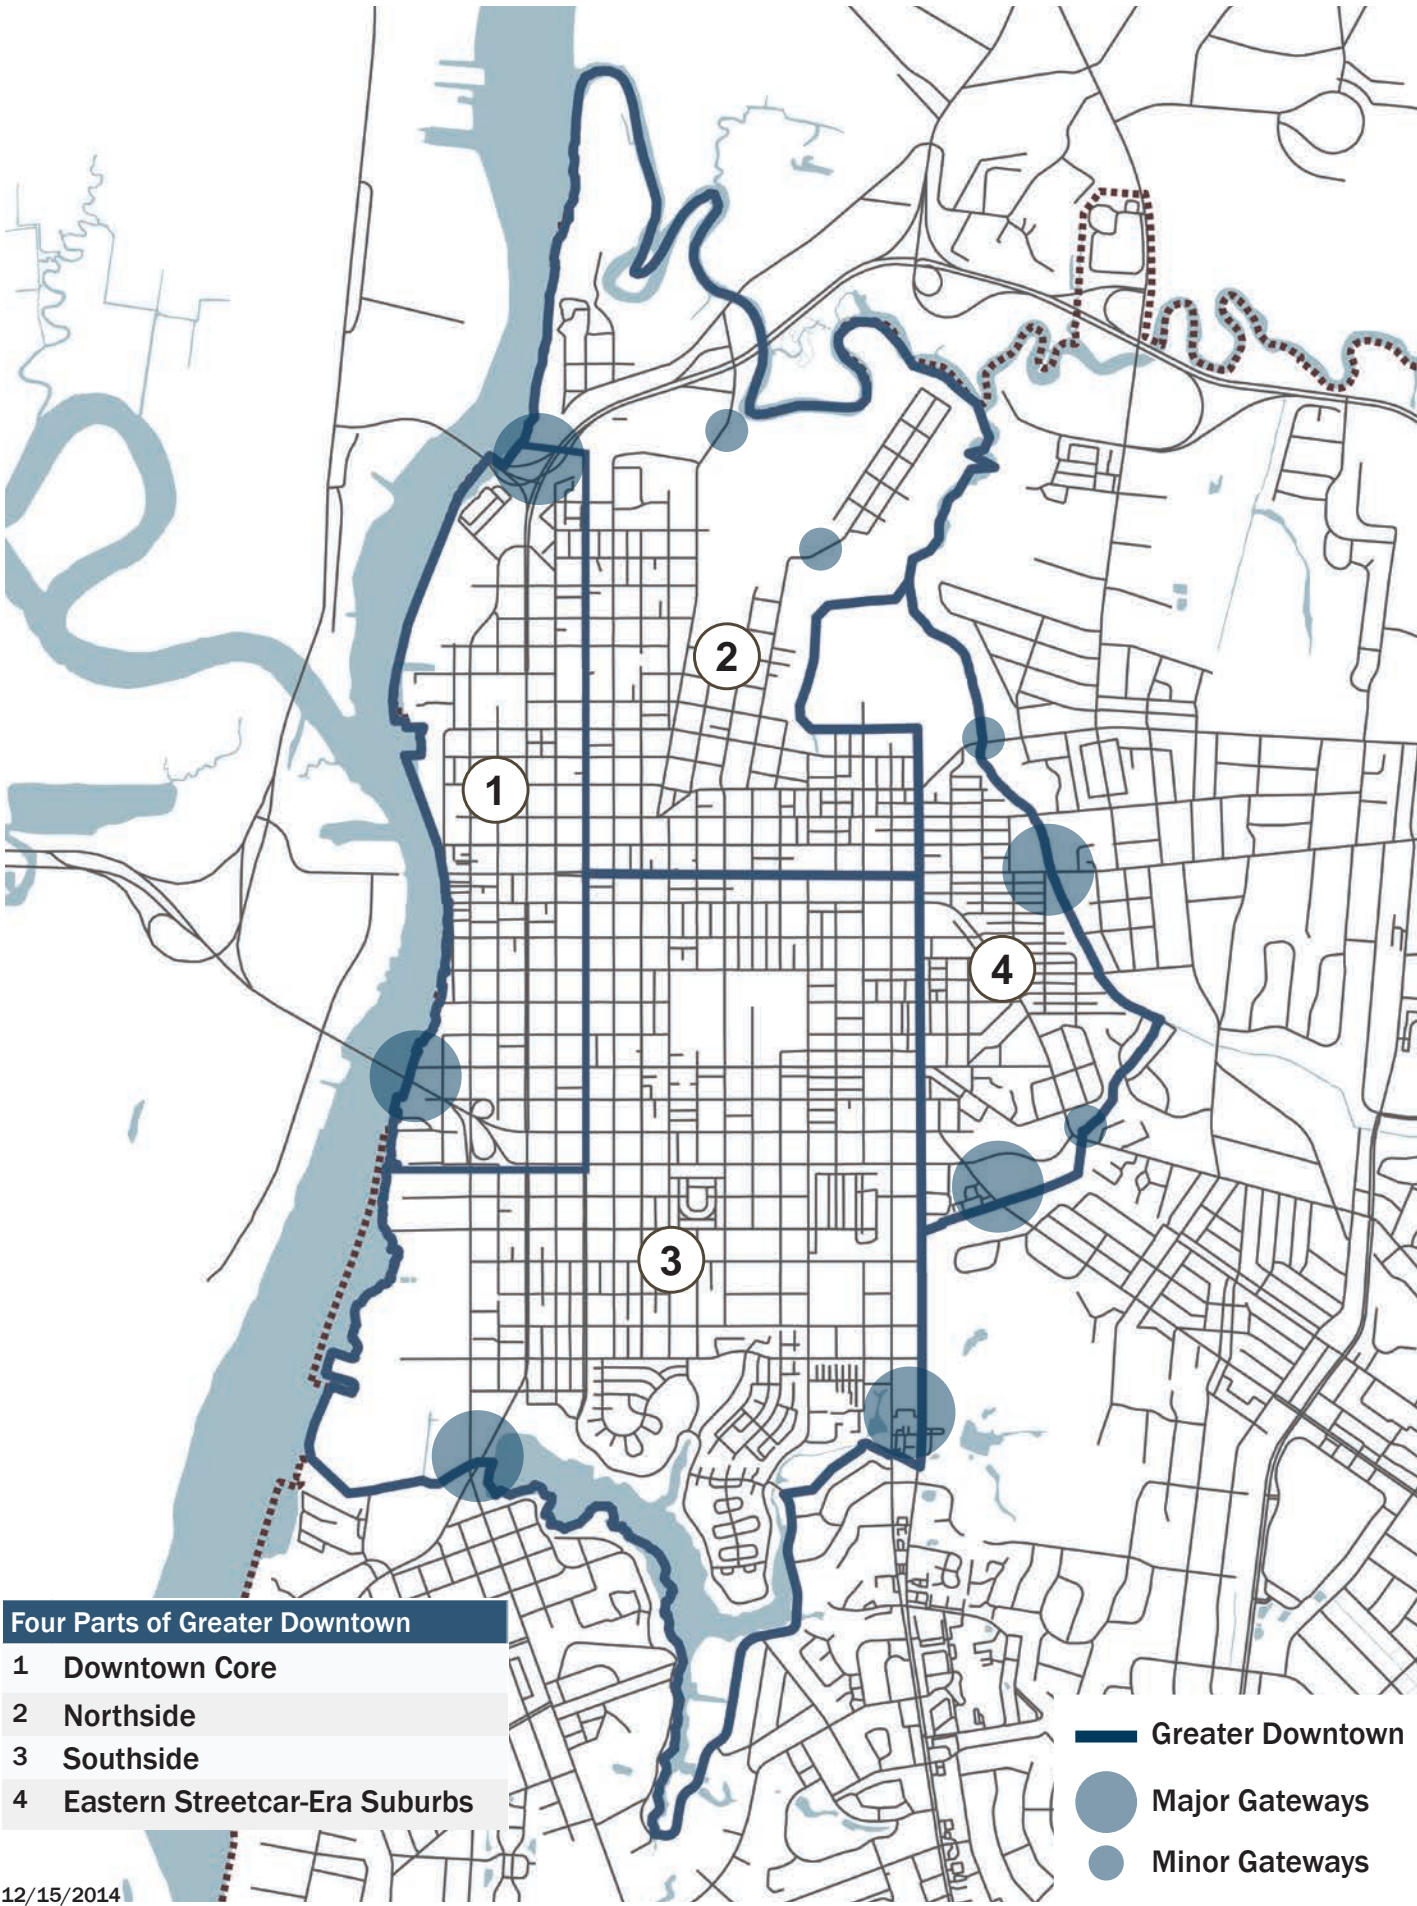 2
1
4
3
Four Parts of Greater Downtown
1 Downtown Core
2 Northside
3 Southside
4 Eastern Streetcar-Era Suburbs
Greater Downtown
Major Gateways
Minor Gateways
12/15/2014